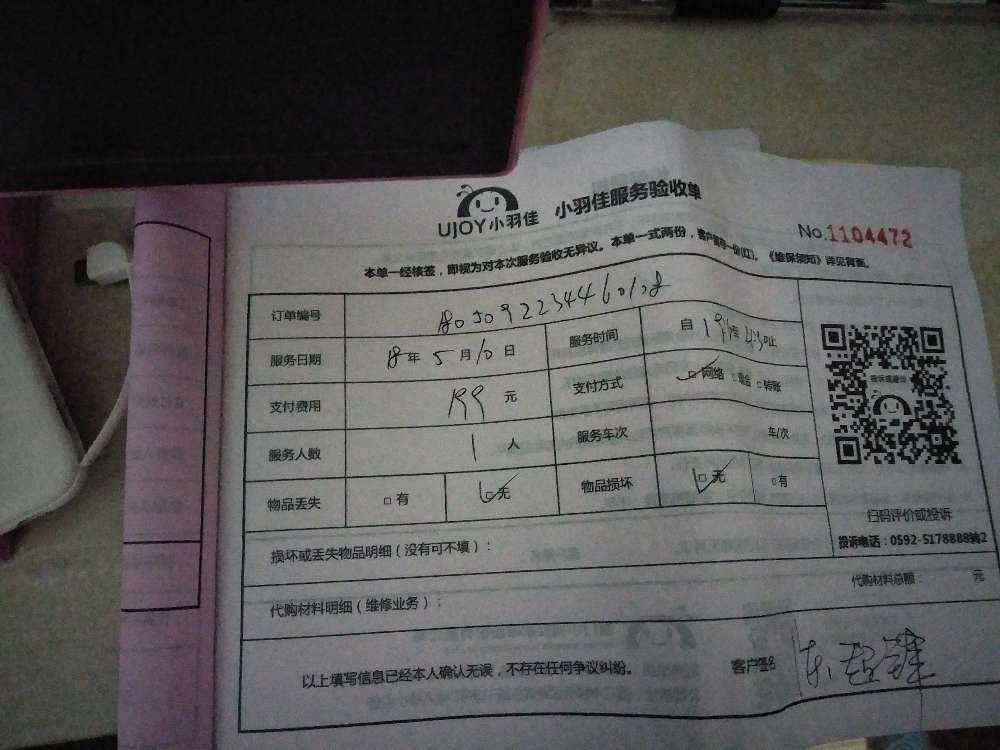 UJOY小羽佳 小羽佳服务验收单
No.1104472
本单一经核签，即视为对本次服务验收无异议。本单一式两份，客户留存一份(红)。《维保须知》详见背面。
订单编号
服务日期 18年5月10日 服务时间 自
支付费用 199元 支付方式 □网络 □现金 □转账
服务人数 1人 服务车次 车/次
物品丢失 □有 □无 物品损坏 □无 □有
扫码评价或投诉
投诉电话：0592-5178888转2
损坏或丢失物品明细（没有可不填）：
代购材料明细（维修业务）： 代购材料总额： 元
以上填写信息已经本人确认无误，不存在任何争议纠纷。 客户签名